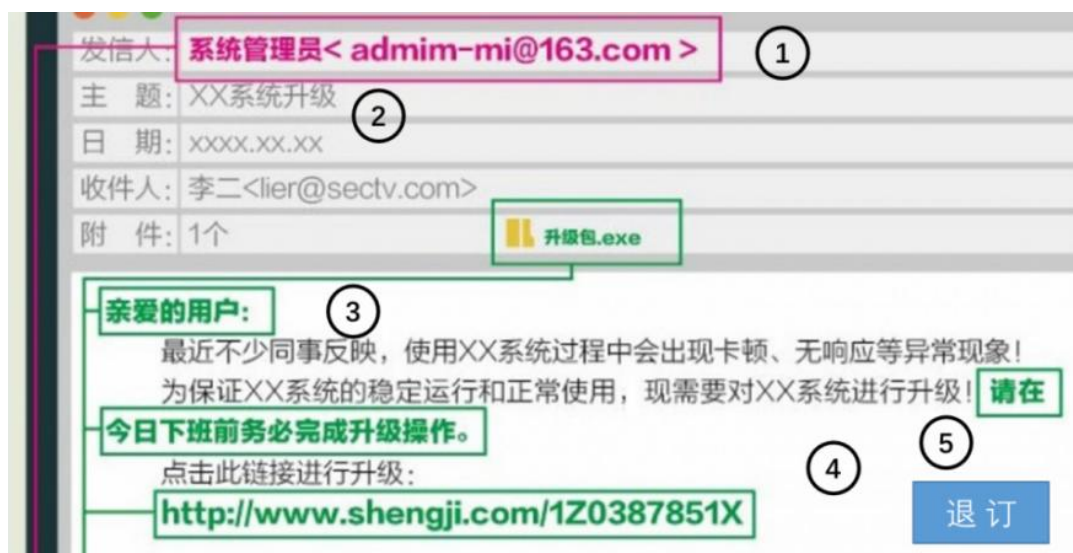 发信人: 系统管理员< admim-mi@163.com > ①
主 题: XX系统升级 ②
日 期: xxxx.xx.xx
收件人: 李二<lier@sectv.com>
附 件: 1个 升级包.exe
亲爱的用户: ③
最近不少同事反映，使用XX系统过程中会出现卡顿、无响应等异常现象！
为保证XX系统的稳定运行和正常使用，现需要对XX系统进行升级！请在
今日下班前务必完成升级操作。 ⑤
点击此链接进行升级: ④
http://www.shengji.com/1Z0387851X 退 订